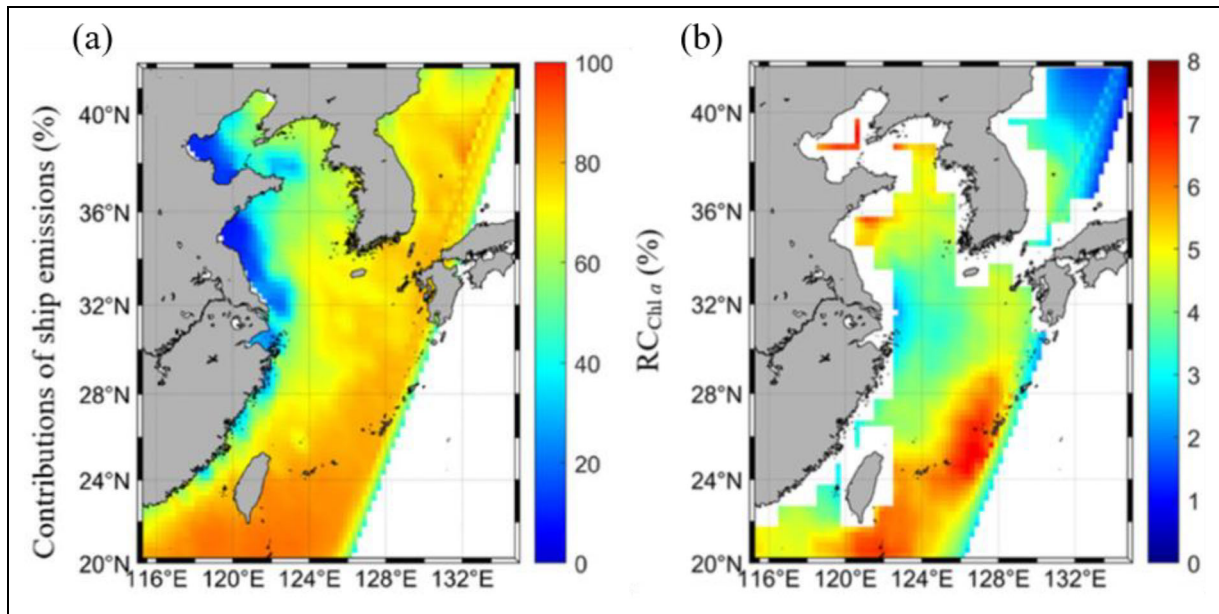 (a)
Contributions of ship emissions (%)
40°N
36°N
32°N
28°N
24°N
20°N
116°E 120°E 124°E 128°E 132°E
100
80
60
40
20
0
(b)
RC_Chl a (%)
40°N
36°N
32°N
28°N
24°N
20°N
116°E 120°E 124°E 128°E 132°E
8
7
6
5
4
3
2
1
0